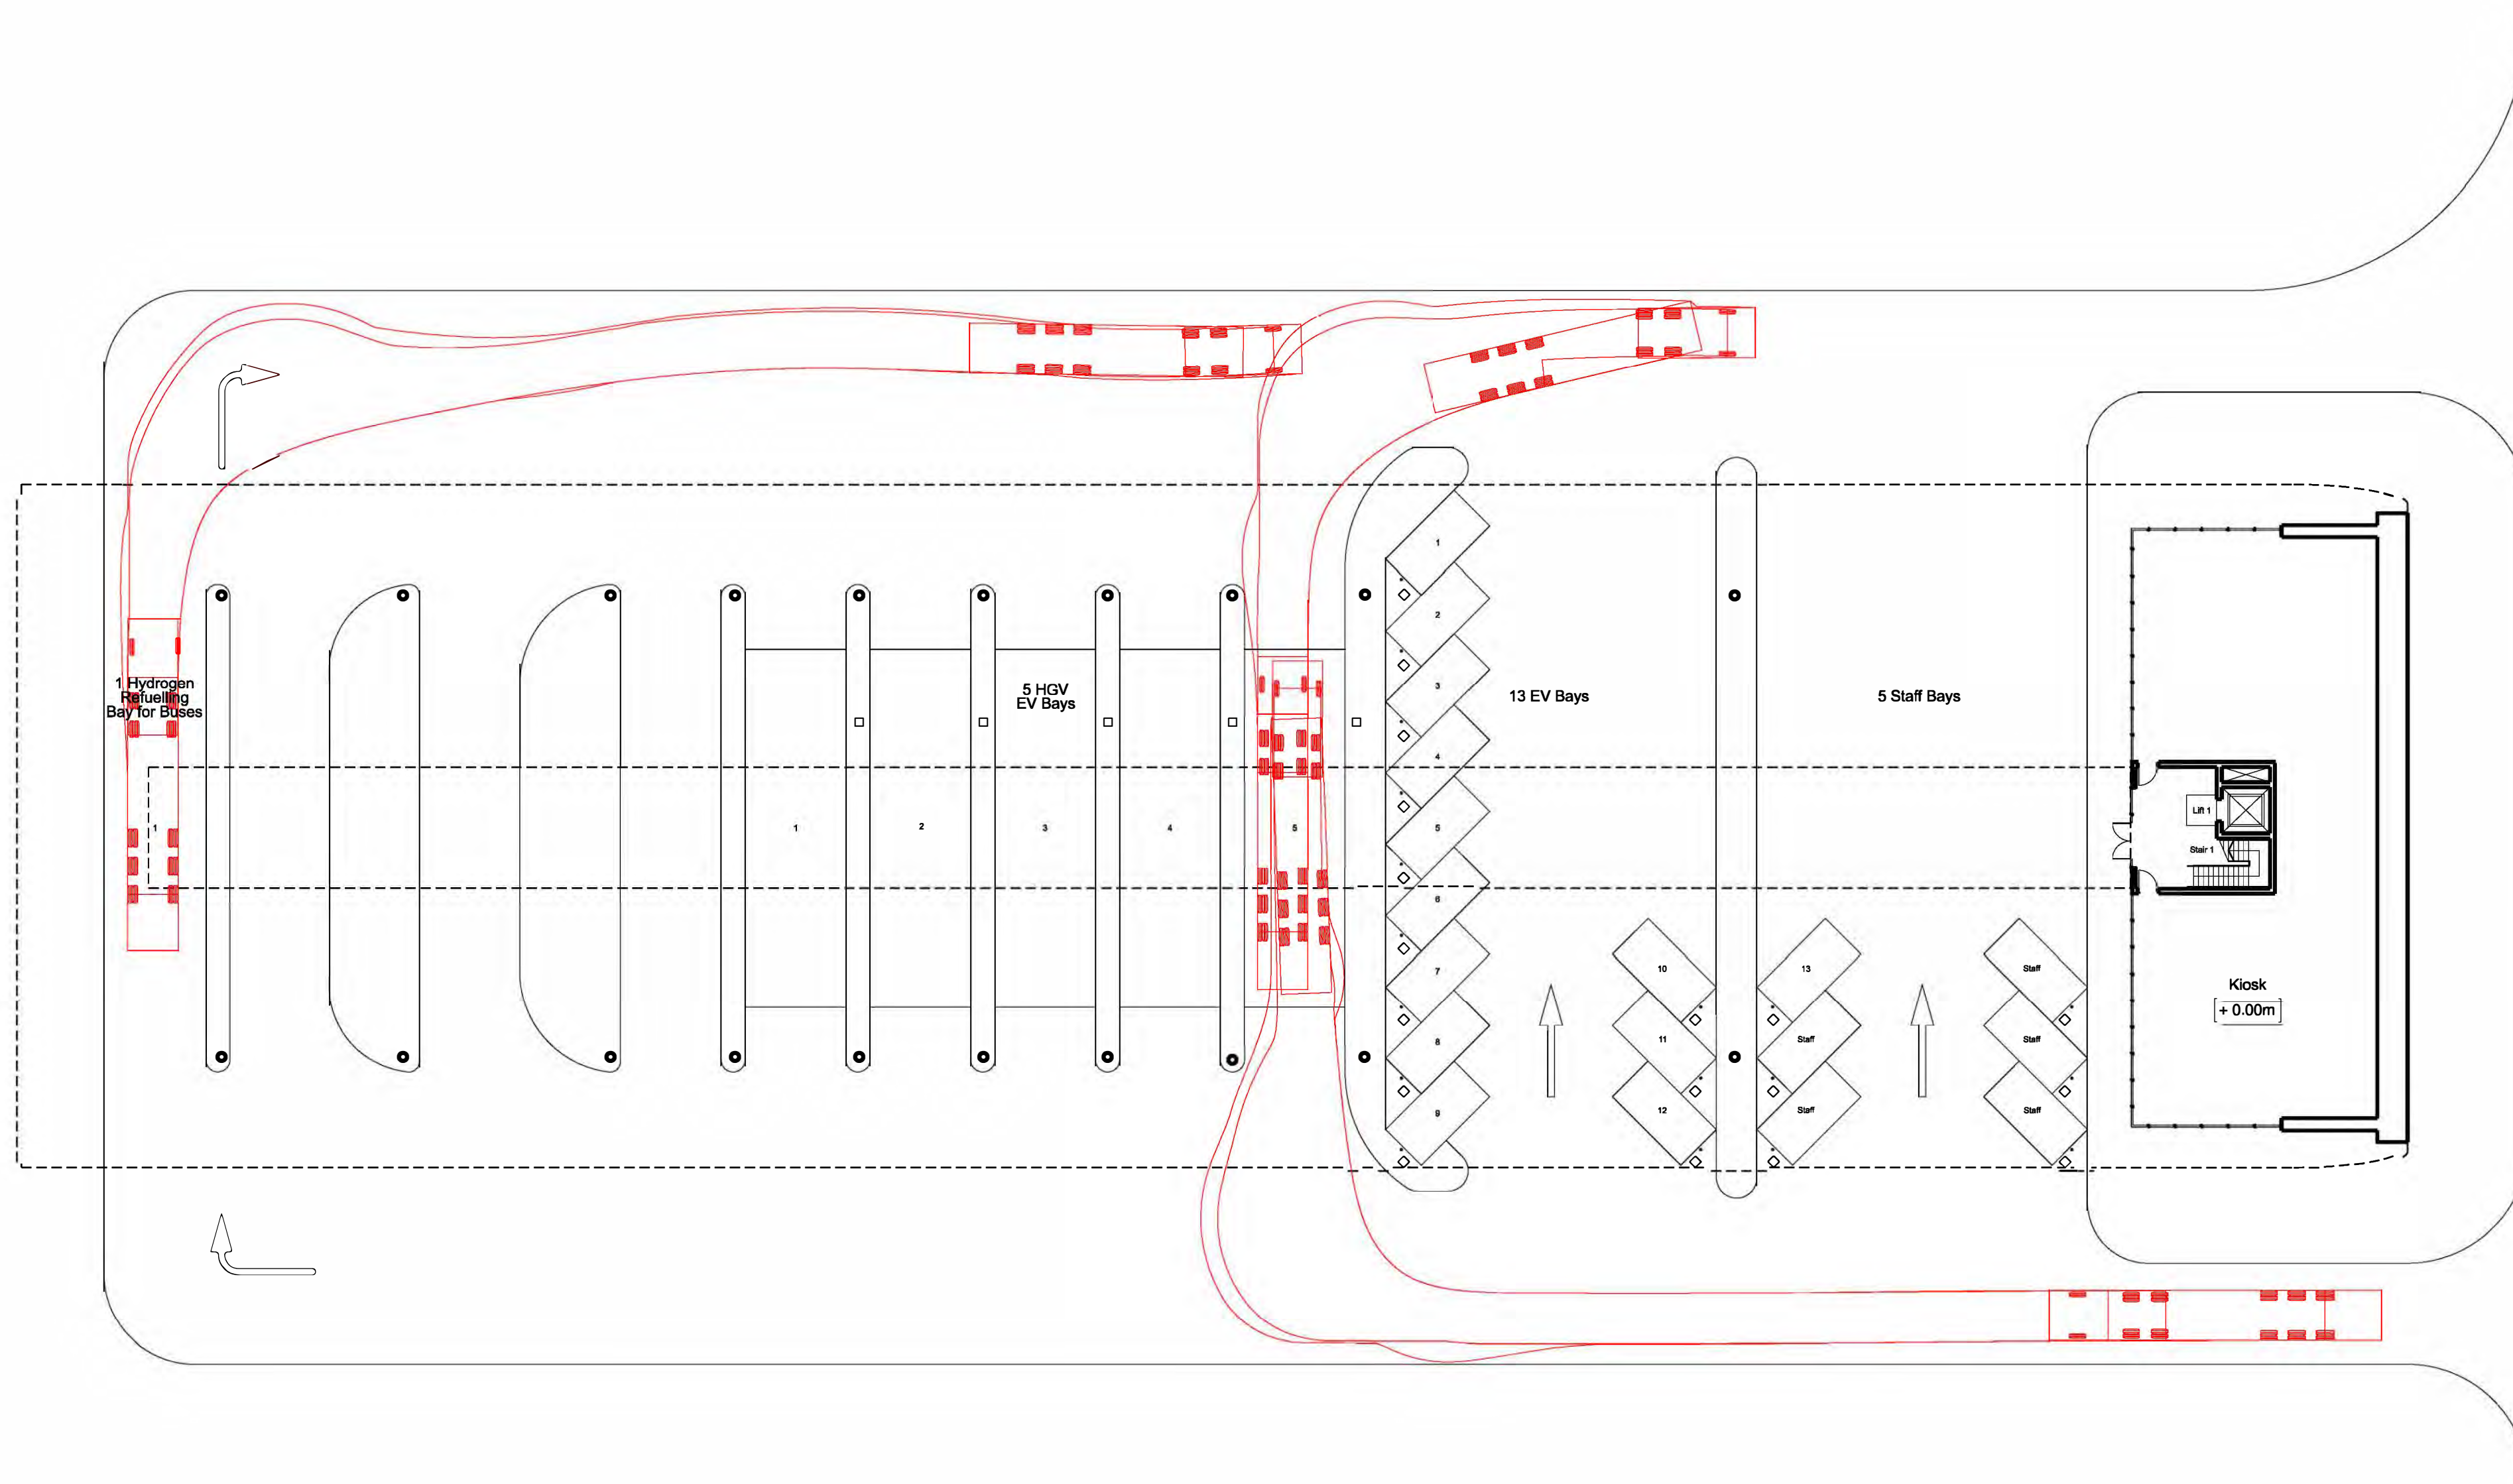 1 Hydrogen
Refuelling
Bay for Buses
1
5 HGV
EV Bays
1
2
3
4
5
13 EV Bays
1
2
3
4
5
6
7
8
9
10
11
12
13
5 Staff Bays
Staff
Staff
Staff
Staff
Staff
Lift 1
Stair 1
Kiosk
+ 0.00m